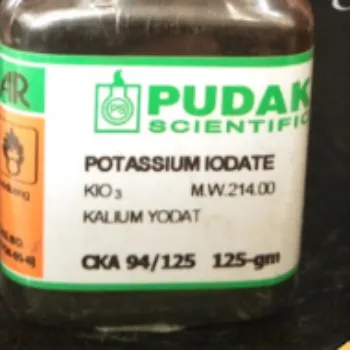 AR
PUDAK
SCIENTIFIC
POTASSIUM IODATE
KIO3 M.W.214.00
KALIUM YODAT
CKA 94/125 125-gm